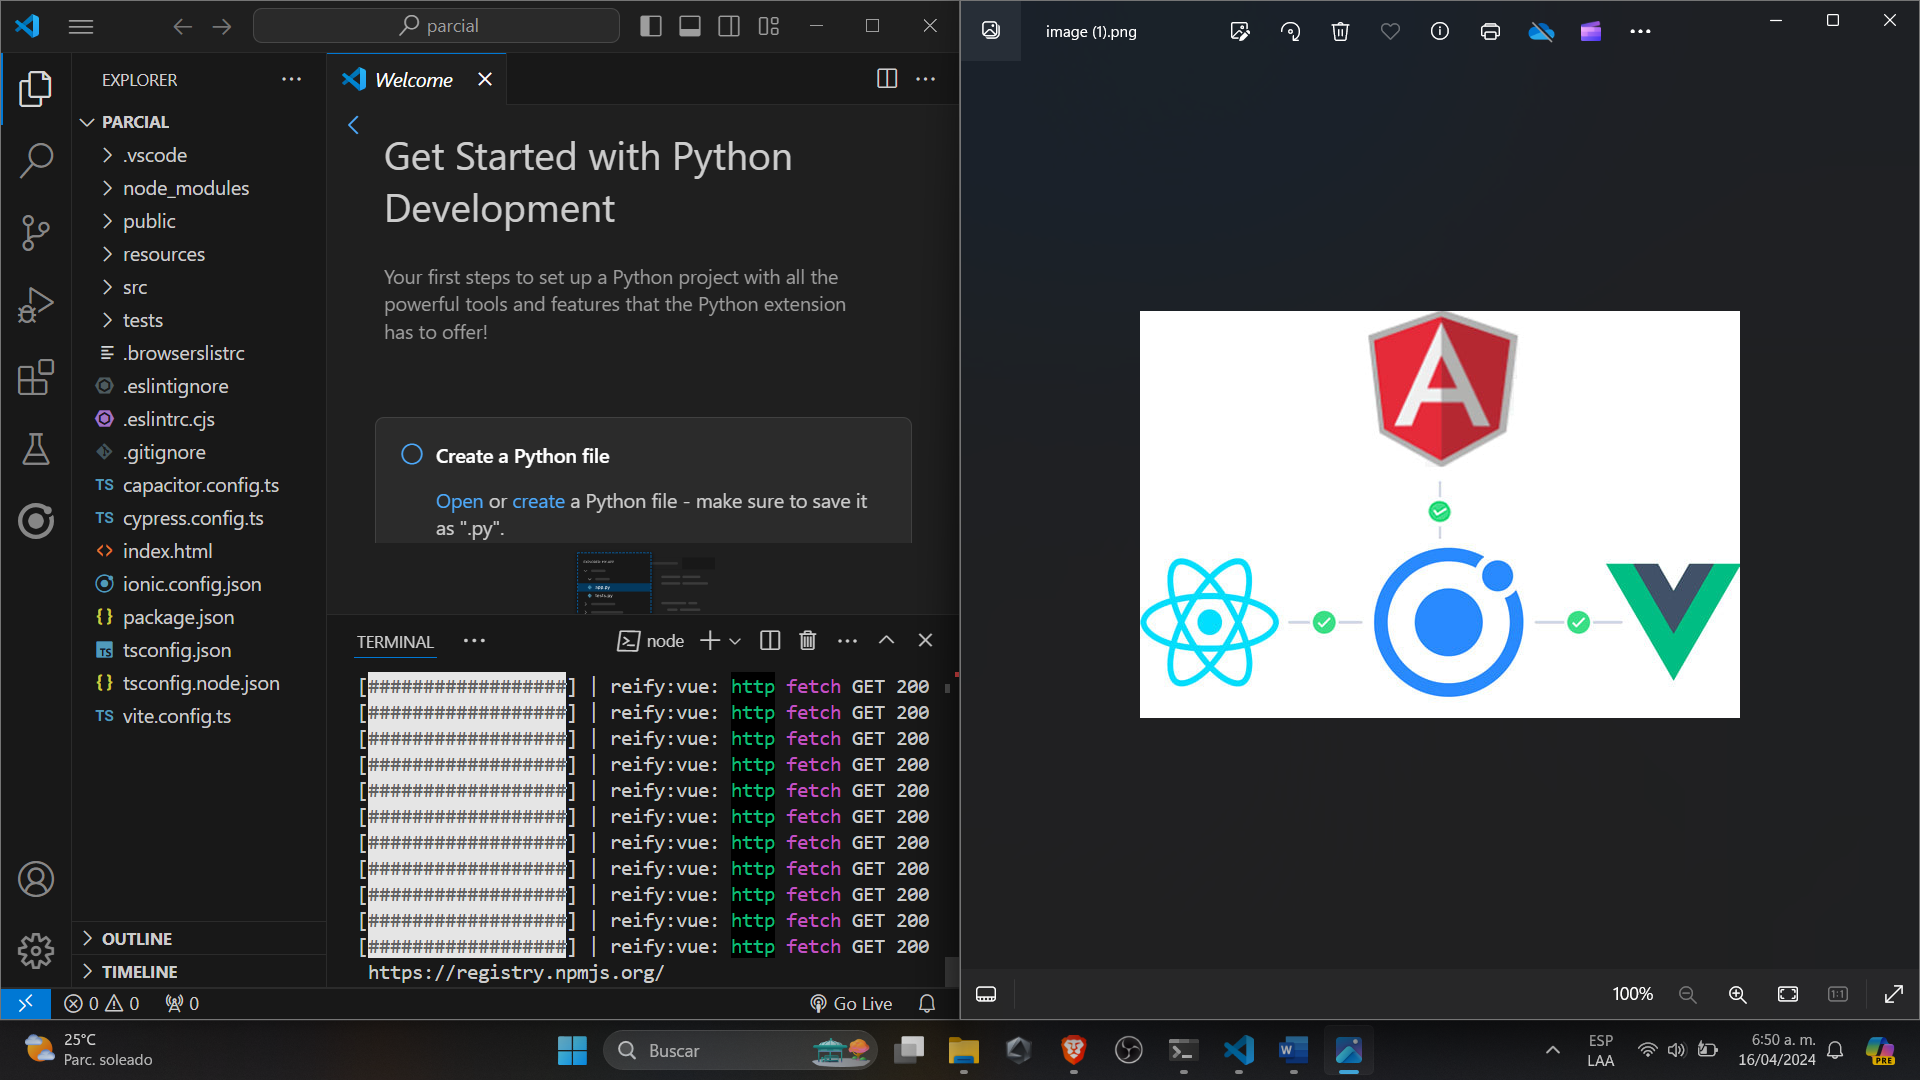 parcial
EXPLORER
PARCIAL
.vscode
node_modules
public
resources
src
tests
.browserslistrc
.eslintignore
.eslintrc.cjs
.gitignore
TS capacitor.config.ts
TS cypress.config.ts
index.html
ionic.config.json
{} package.json
TS tsconfig.json
{} tsconfig.node.json
TS vite.config.ts
OUTLINE
TIMELINE
Welcome
Get Started with Python
Development
Your first steps to set up a Python project with all the
powerful tools and features that the Python extension
has to offer!
Create a Python file
Open or create a Python file - make sure to save it
as ".py".
TERMINAL
node
[##################] | reify:vue: http fetch GET 200
[##################] | reify:vue: http fetch GET 200
[##################] | reify:vue: http fetch GET 200
[##################] | reify:vue: http fetch GET 200
[##################] | reify:vue: http fetch GET 200
[##################] | reify:vue: http fetch GET 200
[##################] | reify:vue: http fetch GET 200
[##################] | reify:vue: http fetch GET 200
[##################] | reify:vue: http fetch GET 200
[##################] | reify:vue: http fetch GET 200
[##################] | reify:vue: http fetch GET 200
https://registry.npmjs.org/
0 0 0
Go Live
image (1).png
A
100%
1:1
25°C
Parc. soleado
Buscar
W
ESP
LAA
6:50 a. m.
16/04/2024
PRE